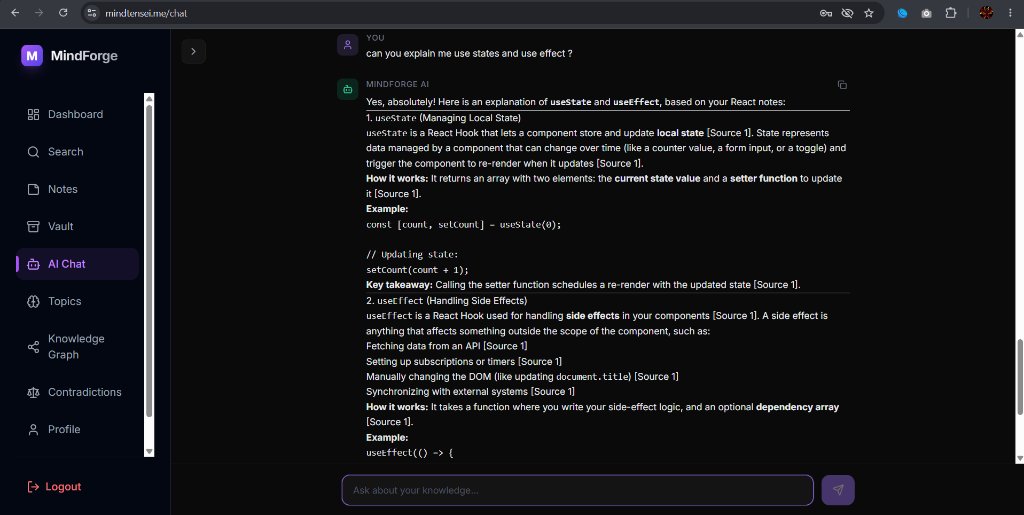 mindtensei.me/chat
M MindForge
Dashboard
Search
Notes
Vault
AI Chat
Topics
Knowledge
Graph
Contradictions
Profile
Logout
YOU
can you explain me use states and use effect ?
MINDFORGE AI
Yes, absolutely! Here is an explanation of useState and useEffect, based on your React notes:
1. useState (Managing Local State)
useState is a React Hook that lets a component store and update local state [Source 1]. State represents
data managed by a component that can change over time (like a counter value, a form input, or a toggle) and
trigger the component to re-render when it updates [Source 1].
How it works: It returns an array with two elements: the current state value and a setter function to update
it [Source 1].
Example:
const [count, setCount] = useState(0);
// Updating state:
setCount(count + 1);
Key takeaway: Calling the setter function schedules a re-render with the updated state [Source 1].
2. useEffect (Handling Side Effects)
useEffect is a React Hook used for handling side effects in your components [Source 1]. A side effect is
anything that affects something outside the scope of the component, such as:
Fetching data from an API [Source 1]
Setting up subscriptions or timers [Source 1]
Manually changing the DOM (like updating document.title) [Source 1]
Synchronizing with external systems [Source 1]
How it works: It takes a function where you write your side-effect logic, and an optional dependency array
[Source 1].
Example:
useEffect(() => {
Ask about your knowledge...